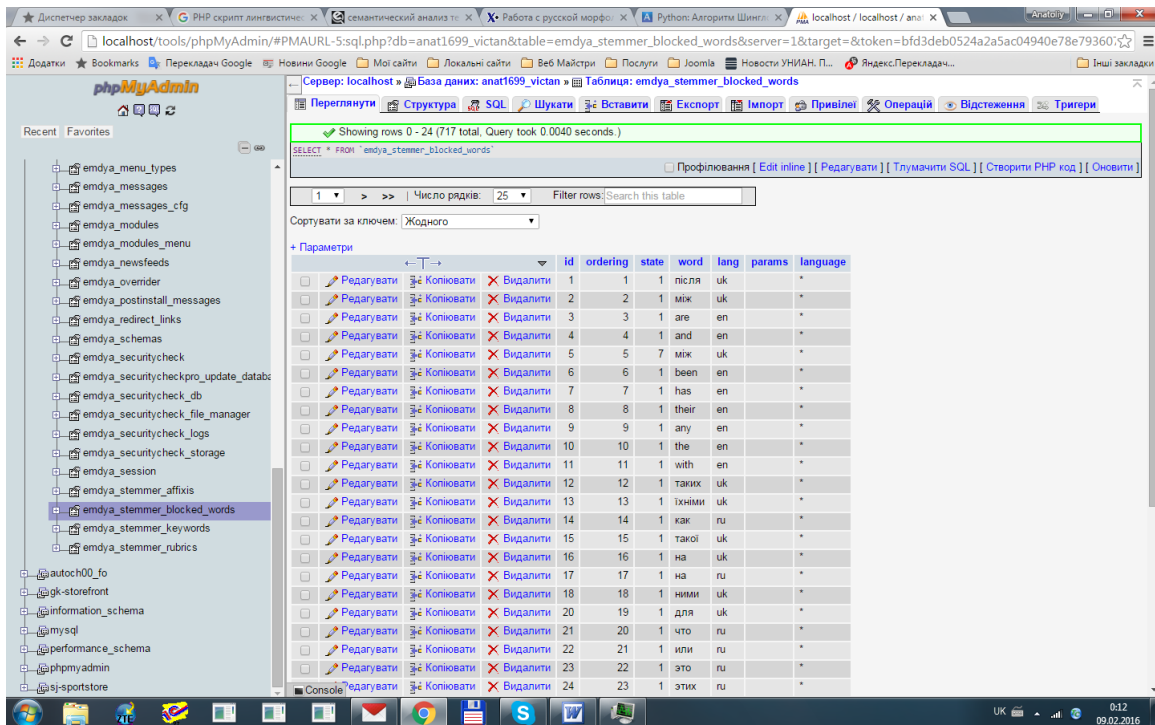 Диспетчер закладок
PHP скрипт лингвистичес
семантический анализ те
Работа с русской морфол
Python: Алгоритм Шингло
localhost / localhost / anat
Anatoliy
localhost/tools/phpMyAdmin/#PMAURL-5:sql.php?db=anat1699_victan&table=emdya_stemmer_blocked_words&server=1&target=&token=bfd3deb0524a2a5ac04940e78e79360
Додатки Bookmarks Перекладач Google Новини Google Мої сайти Локальні сайти Веб Майстри Послуги Joomla Новости УНИАН. П... Яндекс.Перекладач... Інші закладки
phpMyAdmin
Recent Favorites
emdya_menu_types
emdya_messages
emdya_messages_cfg
emdya_modules
emdya_modules_menu
emdya_newsfeeds
emdya_overrider
emdya_postinstall_messages
emdya_redirect_links
emdya_schemas
emdya_securitycheck
emdya_securitycheckpro_update_databa
emdya_securitycheck_db
emdya_securitycheck_file_manager
emdya_securitycheck_logs
emdya_securitycheck_storage
emdya_session
emdya_stemmer_affixis
emdya_stemmer_blocked_words
emdya_stemmer_keywords
emdya_stemmer_rubrics
autoch00_fo
gk-storefront
information_schema
mysql
performance_schema
phpmyadmin
sj-sportstore
Сервер: localhost » База даних: anat1699_victan » Таблиця: emdya_stemmer_blocked_words
Переглянути Структура SQL Шукати Вставити Експорт Імпорт Привілеї Операцій Відстеження Тригери
Showing rows 0 - 24 (717 total, Query took 0.0040 seconds.)
SELECT * FROM `emdya_stemmer_blocked_words`
Профілювання [ Edit inline ] [ Редагувати ] [ Тлумачити SQL ] [ Створити PHP код ] [ Оновити ]
1 > >> | Число рядків: 25 Filter rows: Search this table
Сортувати за ключем: Жодного
+ Параметри
←T→ id ordering state word lang params language
Редагувати Копіювати Видалити 1 1 1 після uk *
Редагувати Копіювати Видалити 2 2 1 між uk *
Редагувати Копіювати Видалити 3 3 1 are en *
Редагувати Копіювати Видалити 4 4 1 and en *
Редагувати Копіювати Видалити 5 5 7 між uk *
Редагувати Копіювати Видалити 6 6 1 been en *
Редагувати Копіювати Видалити 7 7 1 has en *
Редагувати Копіювати Видалити 8 8 1 their en *
Редагувати Копіювати Видалити 9 9 1 any en *
Редагувати Копіювати Видалити 10 10 1 the en *
Редагувати Копіювати Видалити 11 11 1 with en *
Редагувати Копіювати Видалити 12 12 1 таких uk *
Редагувати Копіювати Видалити 13 13 1 їхніми uk *
Редагувати Копіювати Видалити 14 14 1 как ru *
Редагувати Копіювати Видалити 15 15 1 такої uk *
Редагувати Копіювати Видалити 16 16 1 на uk *
Редагувати Копіювати Видалити 17 17 1 на ru *
Редагувати Копіювати Видалити 18 18 1 ними uk *
Редагувати Копіювати Видалити 20 19 1 для uk *
Редагувати Копіювати Видалити 21 20 1 что ru *
Редагувати Копіювати Видалити 22 21 1 или ru *
Редагувати Копіювати Видалити 23 22 1 это ru *
Console Редагувати Копіювати Видалити 24 23 1 этих ru *
UK
0:12
09.02.2016